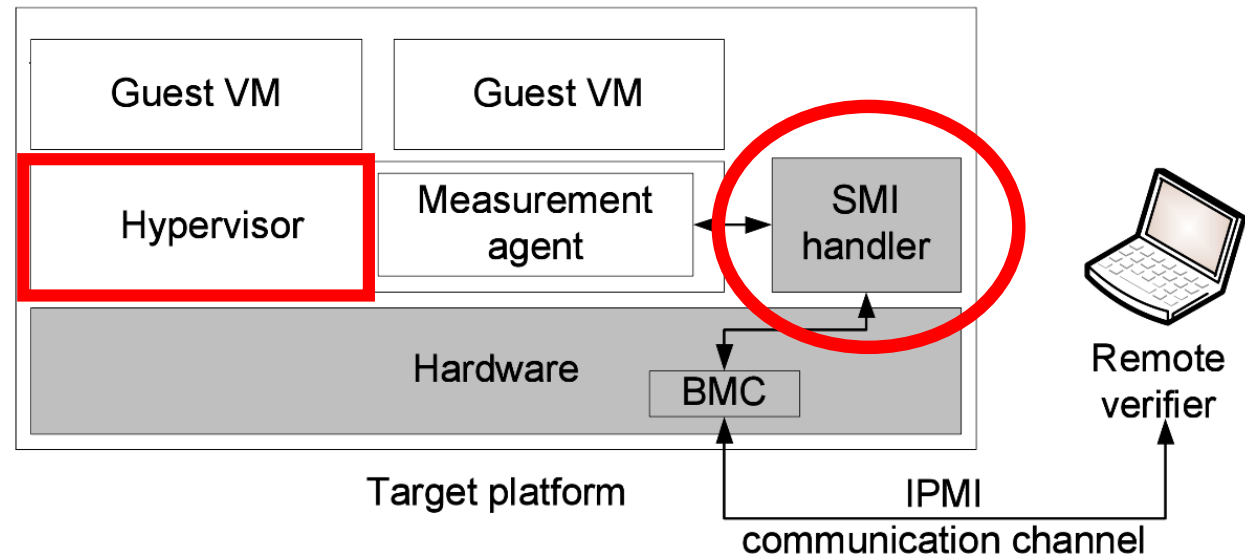 Guest VM
Guest VM
Hypervisor
Measurement
agent
SMI
handler
Hardware
BMC
Remote
verifier
Target platform
IPMI
communication channel